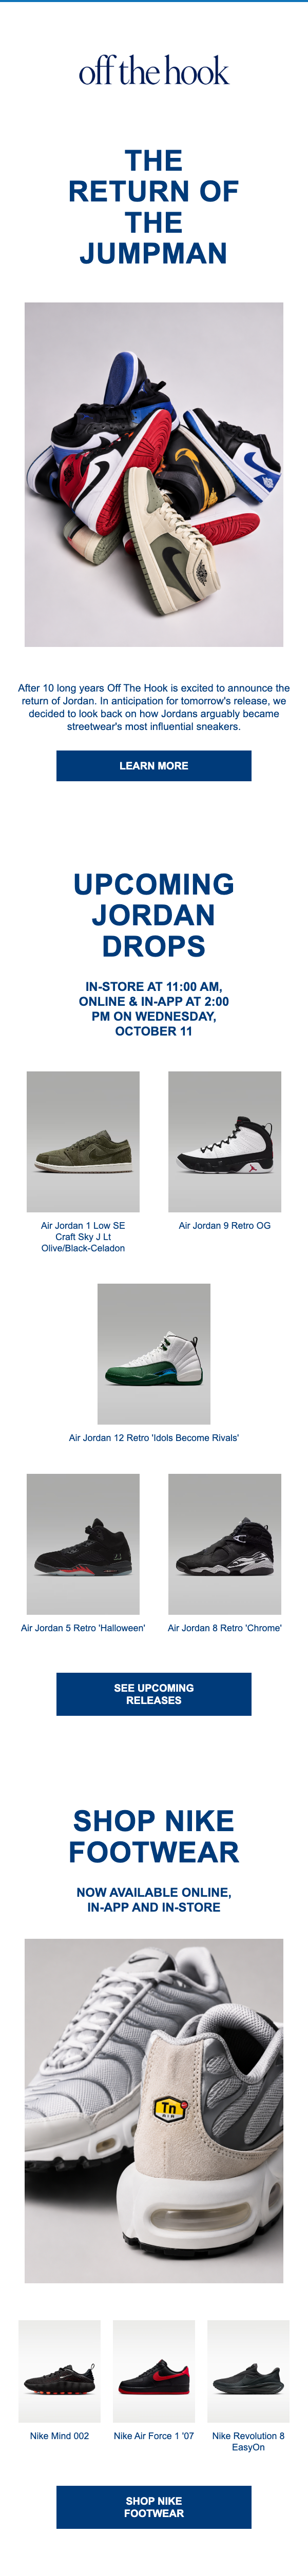 off the hook
THE
RETURN OF
THE
JUMPMAN
After 10 long years Off The Hook is excited to announce the
return of Jordan. In anticipation for tomorrow's release, we
decided to look back on how Jordans arguably became
streetwear's most influential sneakers.
LEARN MORE
UPCOMING
JORDAN
DROPS
IN-STORE AT 11:00 AM,
ONLINE & IN-APP AT 2:00
PM ON WEDNESDAY,
OCTOBER 11
Air Jordan 1 Low SE
Craft Sky J Lt
Olive/Black-Celadon
Air Jordan 9 Retro OG
Air Jordan 12 Retro 'Idols Become Rivals'
Air Jordan 5 Retro 'Halloween'
Air Jordan 8 Retro 'Chrome'
SEE UPCOMING
RELEASES
SHOP NIKE
FOOTWEAR
NOW AVAILABLE ONLINE,
IN-APP AND IN-STORE
Tn
AIR
Nike Mind 002
Nike Air Force 1 '07
Nike Revolution 8
EasyOn
SHOP NIKE
FOOTWEAR